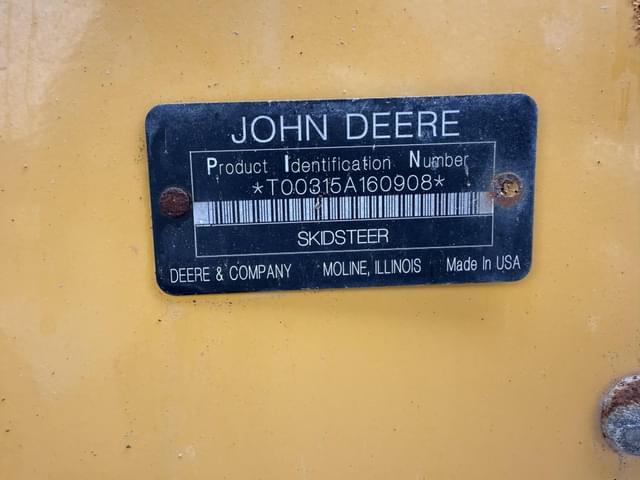 JOHN DEERE
Product Identification Number
*T00315A160908*
SKIDSTEER
DEERE & COMPANY MOLINE, ILLINOIS Made In USA